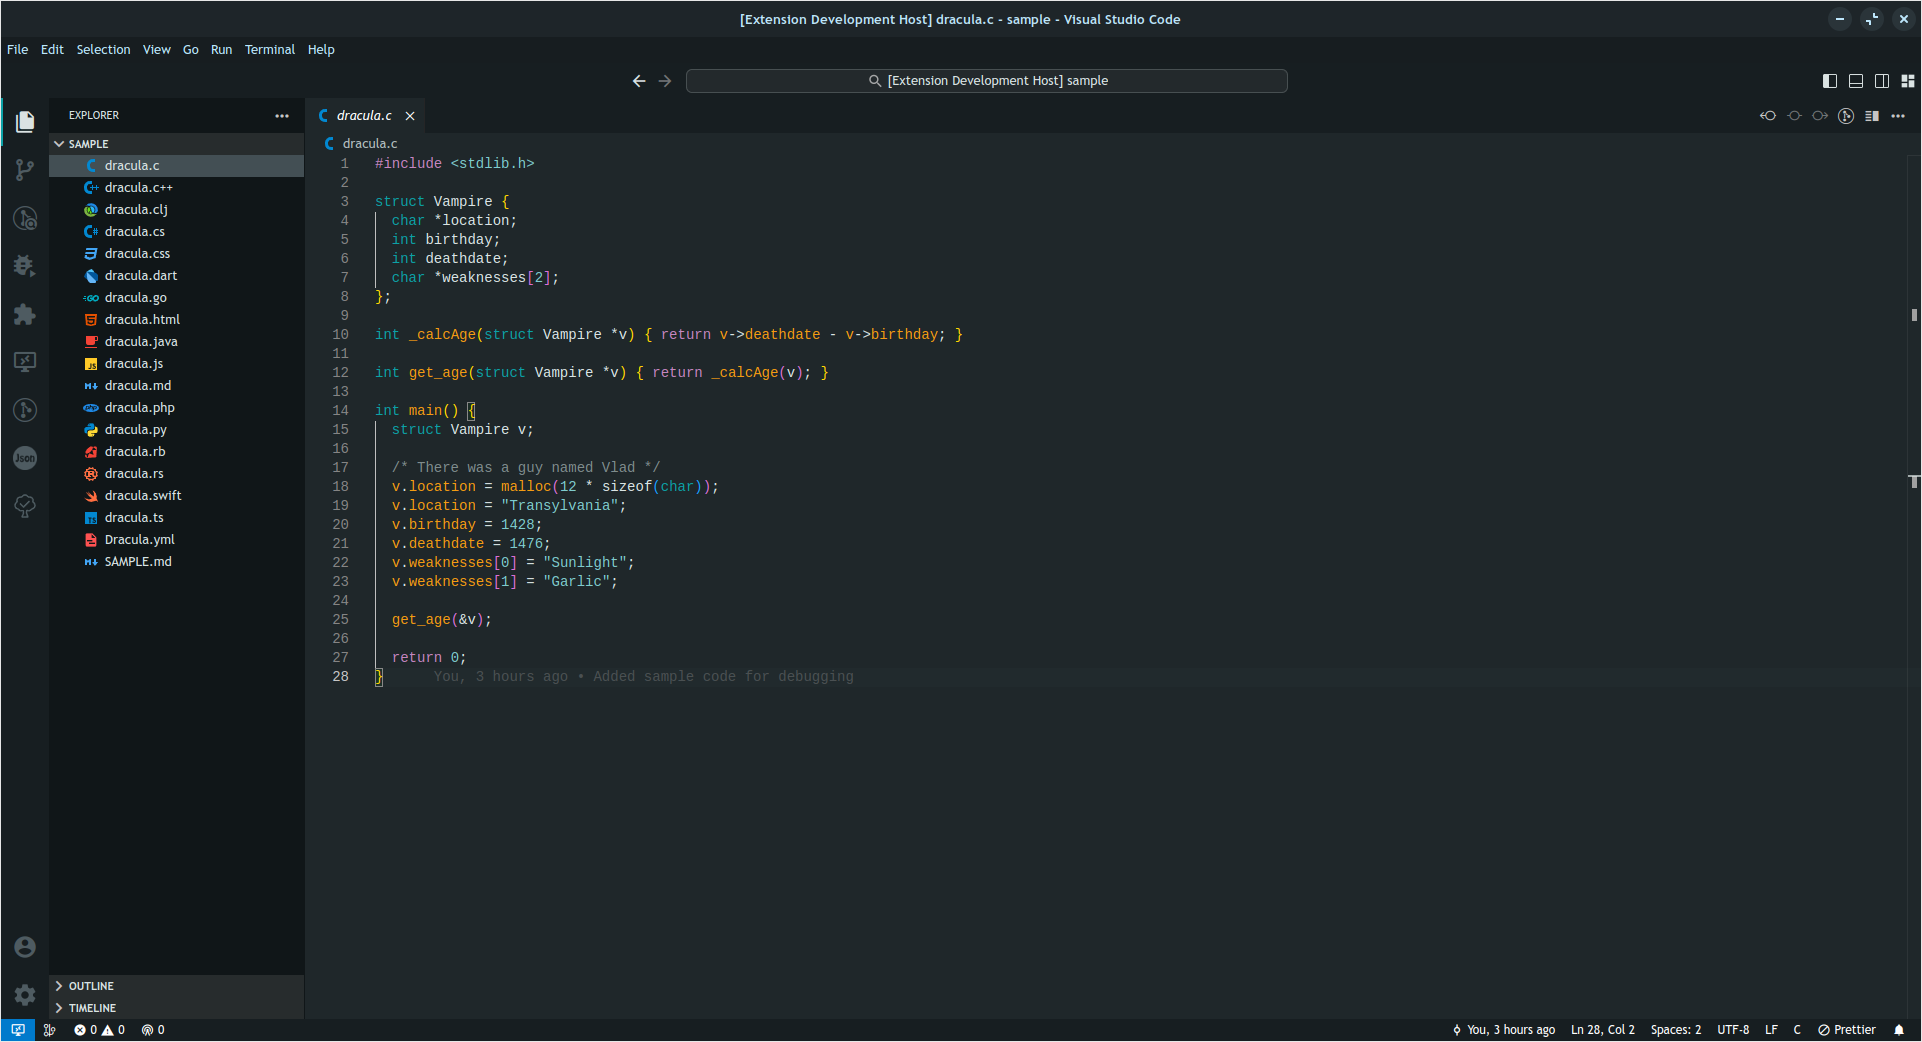 [Extension Development Host] dracula.c - sample - Visual Studio Code
File Edit Selection View Go Run Terminal Help
[Extension Development Host] sample
EXPLORER
SAMPLE
dracula.c
dracula.c++
dracula.clj
dracula.cs
dracula.css
dracula.dart
dracula.go
dracula.html
dracula.java
dracula.js
dracula.md
dracula.php
dracula.py
dracula.rb
dracula.rs
dracula.swift
dracula.ts
Dracula.yml
SAMPLE.md
OUTLINE
TIMELINE
Json
dracula.c
dracula.c
1 #include <stdlib.h>
2
3 struct Vampire {
4 char *location;
5 int birthday;
6 int deathdate;
7 char *weaknesses[2];
8 };
9
10 int _calcAge(struct Vampire *v) { return v->deathdate - v->birthday; }
11
12 int get_age(struct Vampire *v) { return _calcAge(v); }
13
14 int main() {
15 struct Vampire v;
16
17 /* There was a guy named Vlad */
18 v.location = malloc(12 * sizeof(char));
19 v.location = "Transylvania";
20 v.birthday = 1428;
21 v.deathdate = 1476;
22 v.weaknesses[0] = "Sunlight";
23 v.weaknesses[1] = "Garlic";
24
25 get_age(&v);
26
27 return 0;
28 } You, 3 hours ago • Added sample code for debugging
0 0 0 You, 3 hours ago Ln 28, Col 2 Spaces: 2 UTF-8 LF C Prettier